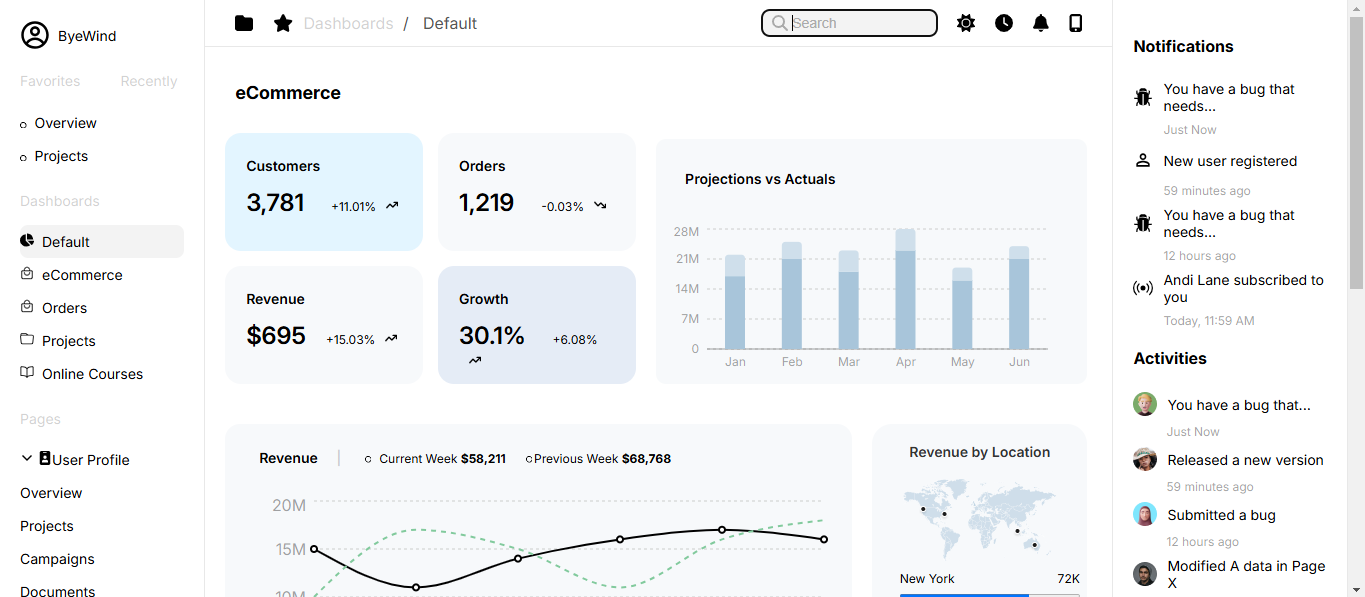 ByeWind
Favorites Recently
Overview
Projects
Dashboards
Default
eCommerce
Orders
Projects
Online Courses
Pages
User Profile
Overview
Projects
Campaigns
Documents
Dashboards / Default
Search
eCommerce
Customers
3,781 +11.01%
Orders
1,219 -0.03%
Revenue
$695 +15.03%
Growth
30.1% +6.08%
Projections vs Actuals
28M
21M
14M
7M
0
Jan Feb Mar Apr May Jun
Revenue Current Week $58,211 Previous Week $68,768
20M
15M
10M
Revenue by Location
New York 72K
Notifications
You have a bug that
needs...
Just Now
New user registered
59 minutes ago
You have a bug that
needs...
12 hours ago
Andi Lane subscribed to
you
Today, 11:59 AM
Activities
You have a bug that...
Just Now
Released a new version
59 minutes ago
Submitted a bug
12 hours ago
Modified A data in Page
X